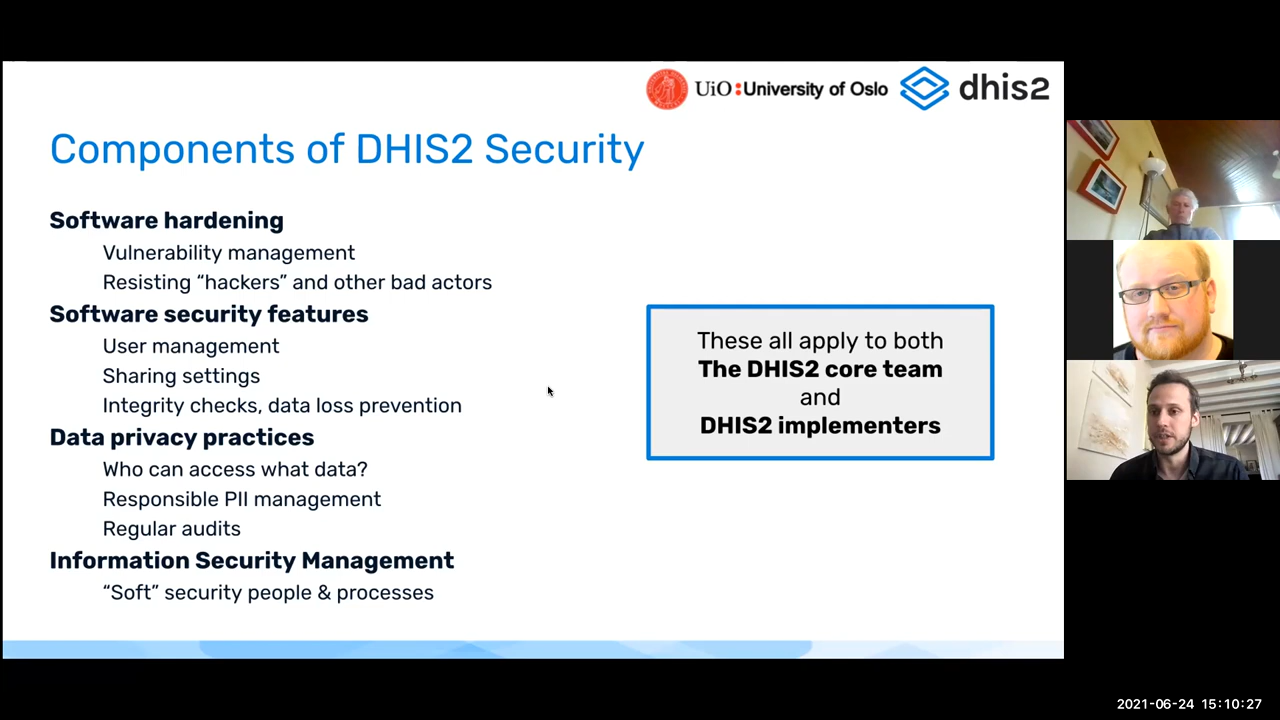 UiO:University of Oslo
dhis2
Components of DHIS2 Security
Software hardening
Vulnerability management
Resisting “hackers” and other bad actors
Software security features
User management
Sharing settings
Integrity checks, data loss prevention
Data privacy practices
Who can access what data?
Responsible PII management
Regular audits
Information Security Management
“Soft” security people & processes
These all apply to both
The DHIS2 core team
and
DHIS2 implementers
2021-06-24 15:10:27